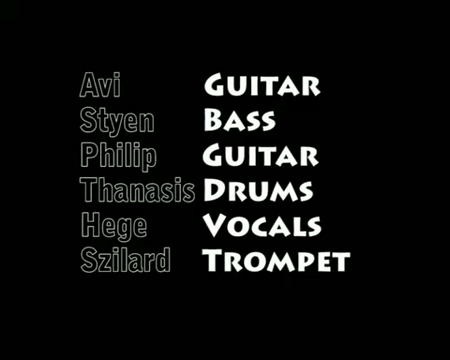 Avi Guitar
Styen Bass
Philip Guitar
Thanasis Drums
Hege Vocals
Szilard Trompet